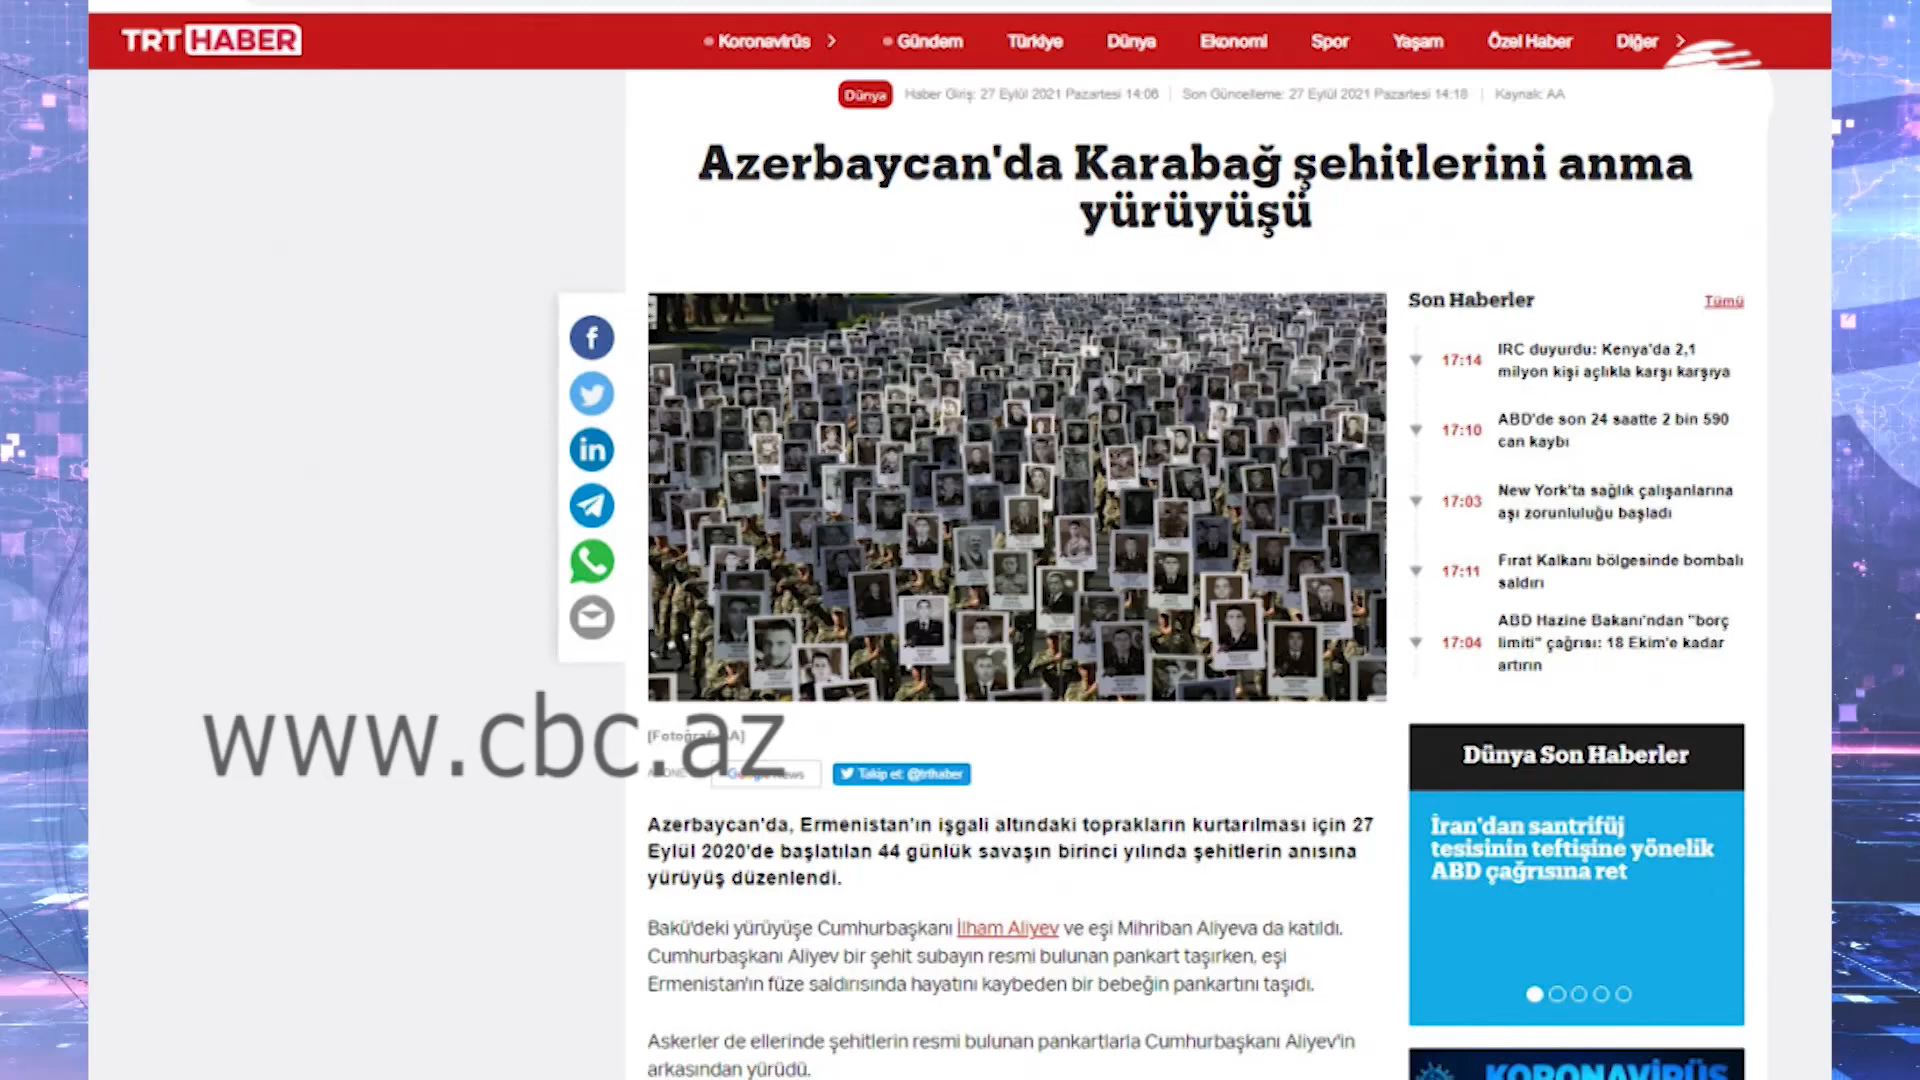 TRT HABER
Koronavirüs
Gündem
Türkiye
Dünya
Ekonomi
Spor
Yaşam
Özel Haber
Diğer
Dünya
Haber Giriş: 27 Eylül 2021 Pazartesi 14:06
Son Güncelleme: 27 Eylül 2021 Pazartesi 14:18
Kaynak: AA
Azerbaycan'da Karabağ şehitlerini anma
yürüyüşü
Son Haberler
Tümü
17:14
IRC duyurdu: Kenya'da 2,1
milyon kişi açlıkla karşı karşıya
17:10
ABD'de son 24 saatte 2 bin 590
can kaybı
17:03
New York'ta sağlık çalışanlarına
aşı zorunluluğu başladı
17:11
Fırat Kalkanı bölgesinde bombalı
saldırı
17:04
ABD Hazine Bakanı'ndan "borç
limiti" çağrısı: 18 Ekim'e kadar
artırın
www.cbc.az
Takip et: @trthaber
Azerbaycan'da, Ermenistan'ın işgali altındaki toprakların kurtarılması için 27
Eylül 2020'de başlatılan 44 günlük savaşın birinci yılında şehitlerin anısına
yürüyüş düzenlendi.
Bakü'deki yürüyüşe Cumhurbaşkanı İlham Aliyev ve eşi Mihriban Aliyeva da katıldı.
Cumhurbaşkanı Aliyev bir şehit subayın resmi bulunan pankart taşırken, eşi
Ermenistan'ın füze saldırısında hayatını kaybeden bir bebeğin pankartını taşıdı.
Askerler de ellerinde şehitlerin resmi bulunan pankartlarla Cumhurbaşkanı Aliyev'in
arkasından yürüdü.
Dünya Son Haberler
İran'dan santrifüj
tesisinin teftişine yönelik
ABD çağrısına ret
KORONAVİRÜS